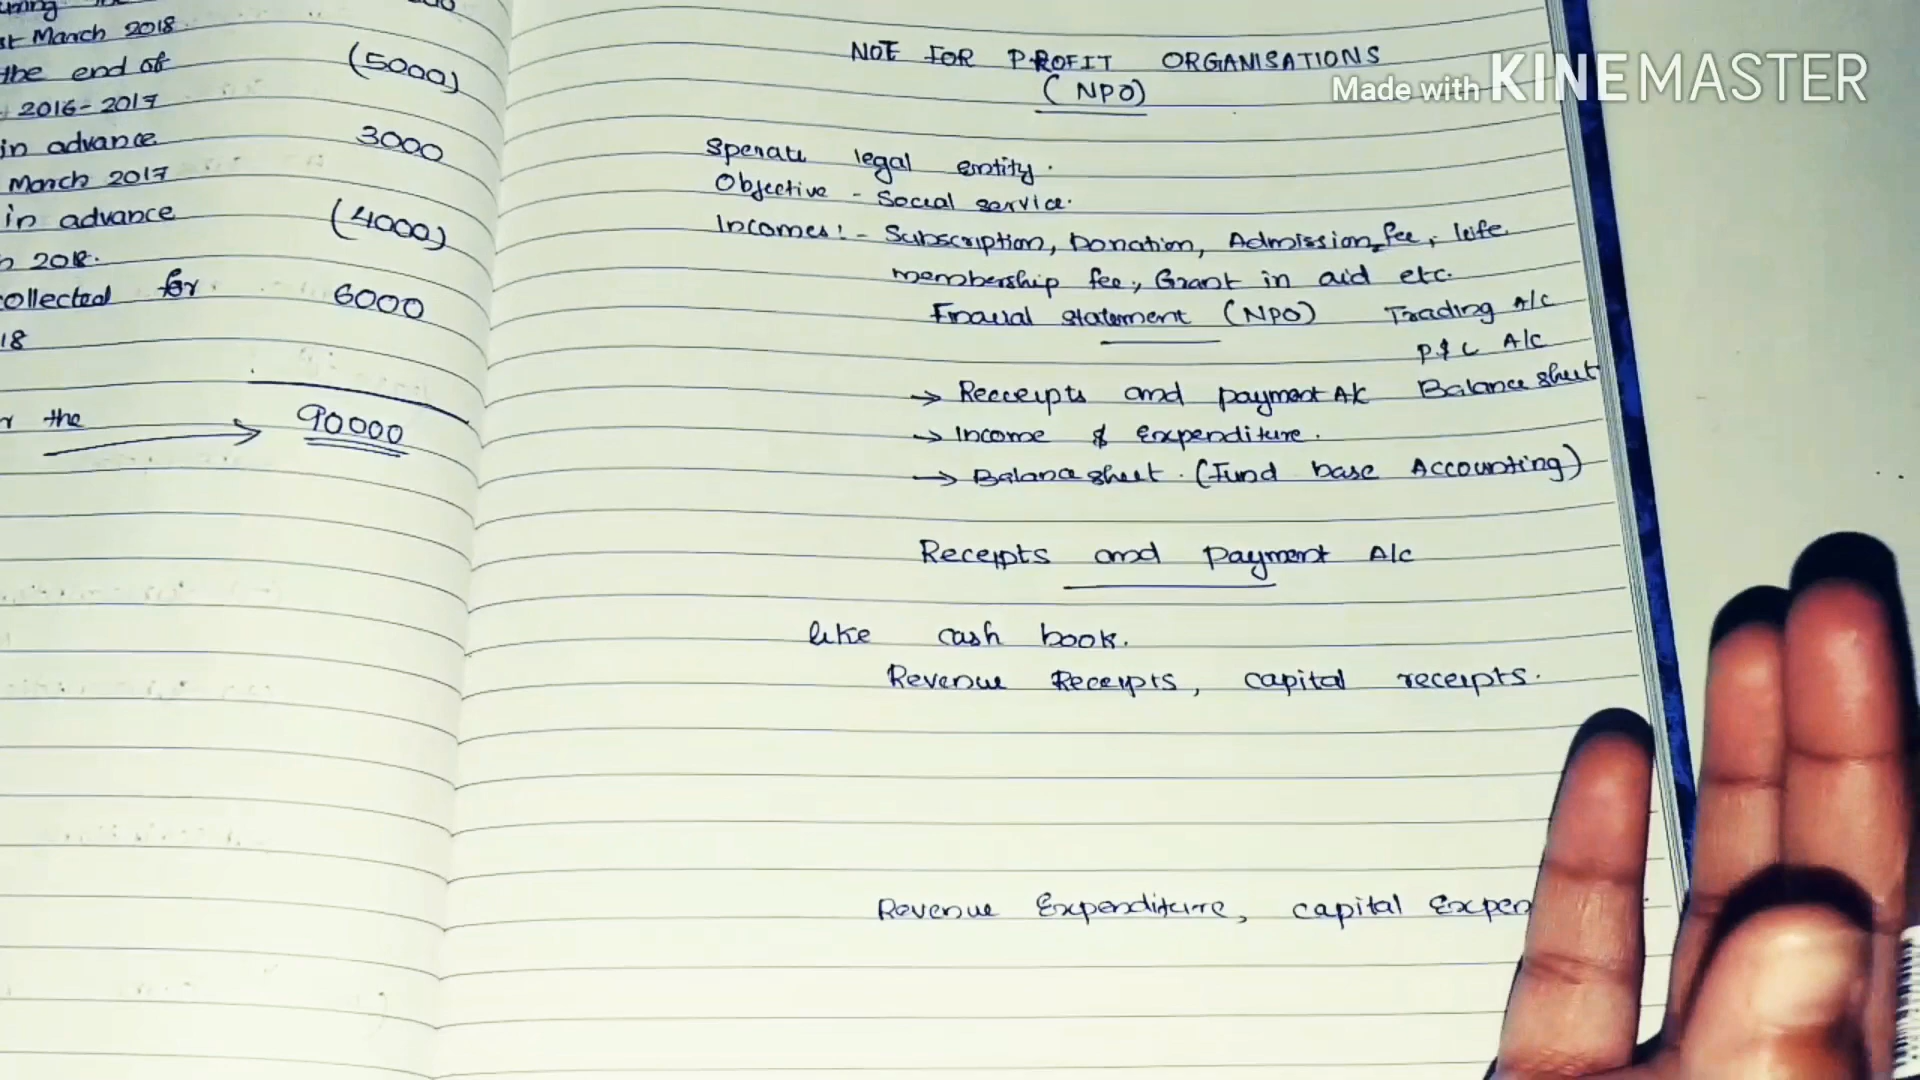 st March 2018
the end of (5000)
2016-2017
in advance 3000
March 2017
in advance (4000)
2018.
collected for 6000
18
the 90000
NOT FOR PROFIT ORGANISATIONS
(NPO)
Made with KINEMASTER
Sperate legal entity.
Objective - Social service.
Incomes:- Subscription, Donation, Admission fee, life
membership fee, Grant in aid etc.
Finacial statement (NPO) Trading A/c
P & L A/c
→ Receepts and payment A/c Balance sheet
→ Income & Expenditure.
→ Balance sheet. (Fund base Accounting)
Receipts and payment A/c
like cash book.
Revenue Receipts, capital receipts.
Revenue Expenditure, capital Expen